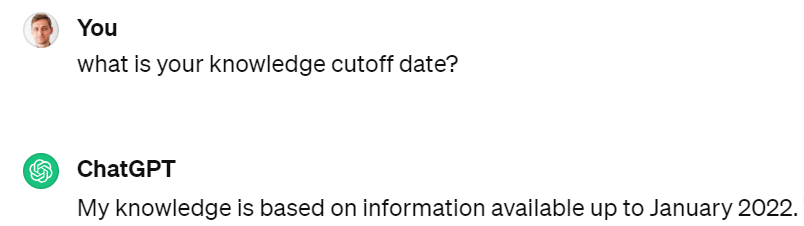 You
what is your knowledge cutoff date?
ChatGPT
My knowledge is based on information available up to January 2022.